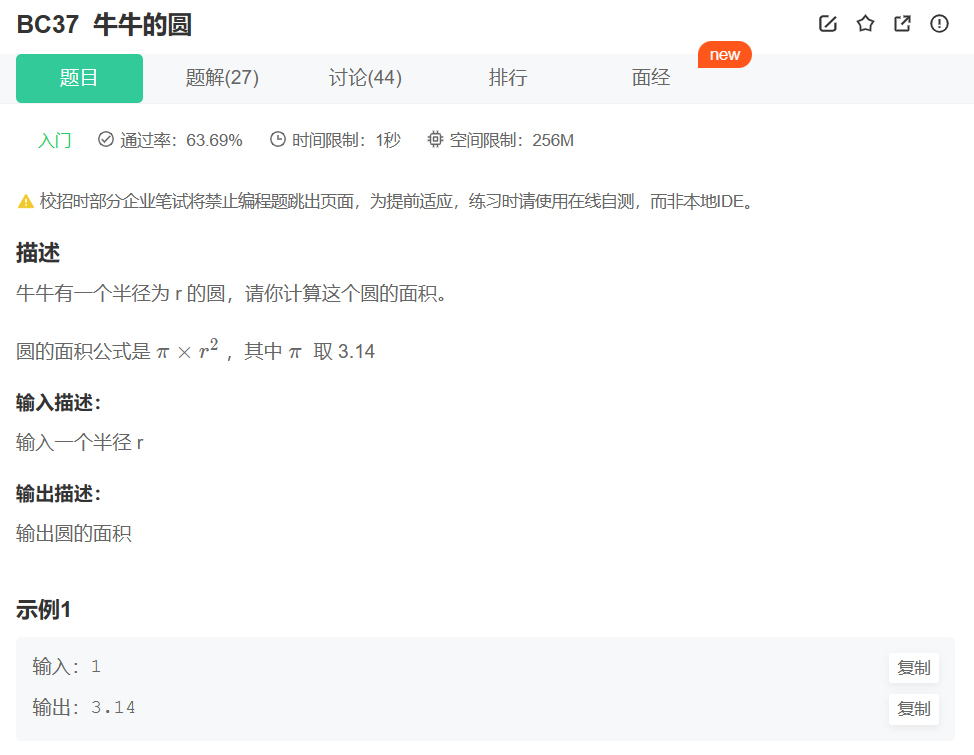 BC37 牛牛的圆
new
题目 题解(27) 讨论(44) 排行 面经
入门 通过率：63.69% 时间限制：1秒 空间限制：256M
校招时部分企业笔试将禁止编程题跳出页面，为提前适应，练习时请使用在线自测，而非本地IDE。
描述
牛牛有一个半径为 r 的圆，请你计算这个圆的面积。
圆的面积公式是 π × r² ，其中 π 取 3.14
输入描述：
输入一个半径 r
输出描述：
输出圆的面积
示例1
输入：1 复制
输出：3.14 复制